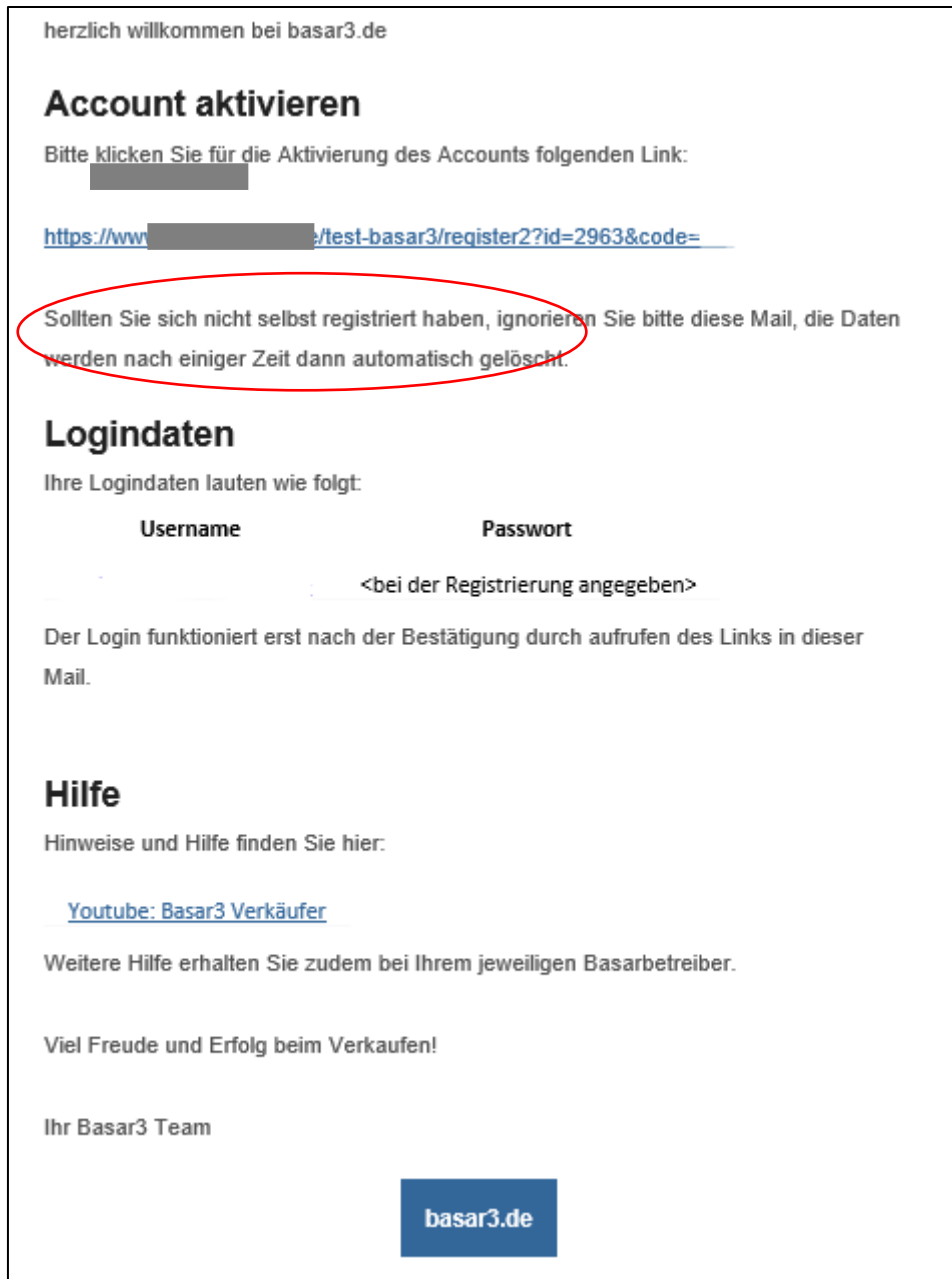 herzlich willkommen bei basar3.de
Account aktivieren
Bitte klicken Sie für die Aktivierung des Accounts folgenden Link:
https://www e/test-basar3/register2?id=2963&code=
Sollten Sie sich nicht selbst registriert haben, ignorieren Sie bitte diese Mail, die Daten
werden nach einiger Zeit dann automatisch gelöscht.
Logindaten
Ihre Logindaten lauten wie folgt:
Username Passwort
<bei der Registrierung angegeben>
Der Login funktioniert erst nach der Bestätigung durch aufrufen des Links in dieser
Mail.
Hilfe
Hinweise und Hilfe finden Sie hier:
Youtube: Basar3 Verkäufer
Weitere Hilfe erhalten Sie zudem bei Ihrem jeweiligen Basarbetreiber.
Viel Freude und Erfolg beim Verkaufen!
Ihr Basar3 Team
basar3.de